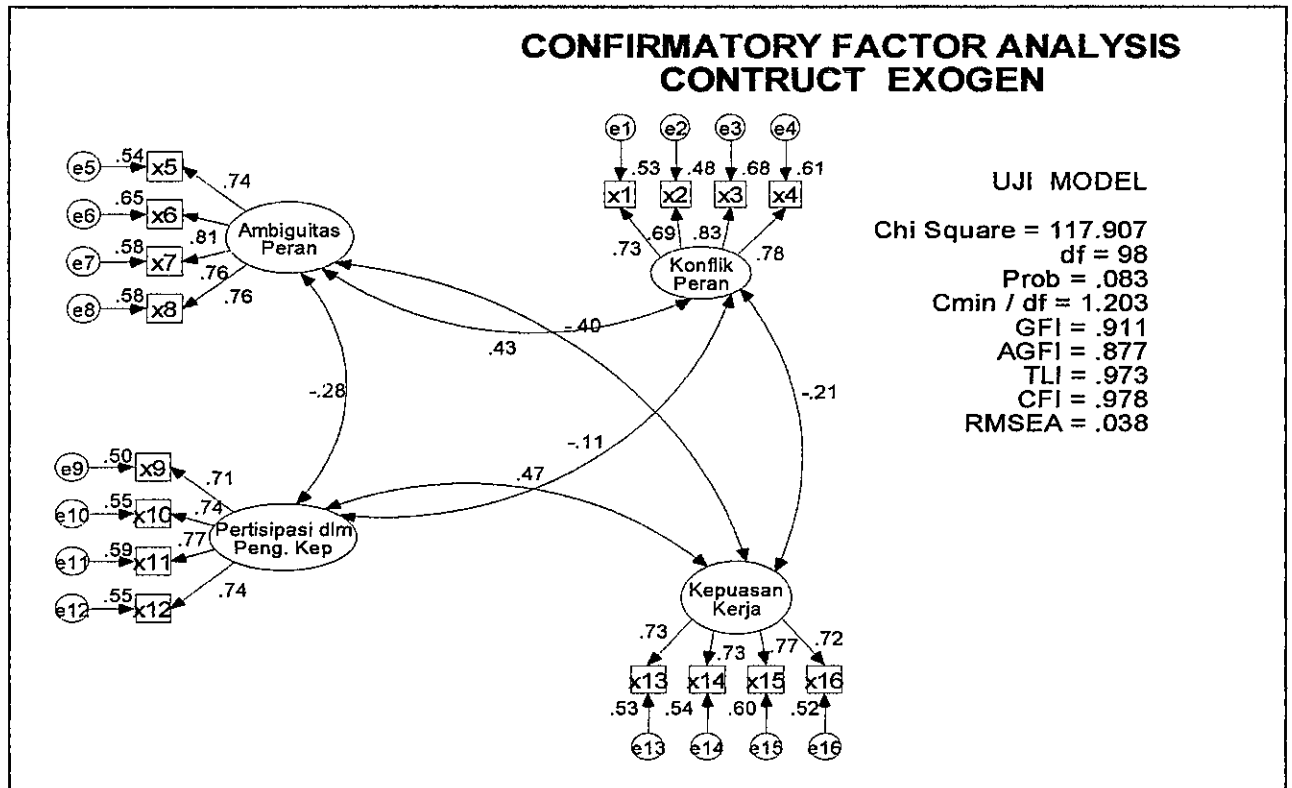 CONFIRMATORY FACTOR ANALYSIS
CONTRUCT EXOGEN
e1 e2 e3 e4
.53 .48 .68 .61
x1 x2 x3 x4
.73 .69 .83 .78
Konflik
Peran
e5 .54 x5 .74
e6 .65 x6 .81
e7 .58 x7 .76
e8 .58 x8 .76
Ambiguitas
Peran
UJI MODEL
Chi Square = 117.907
df = 98
Prob = .083
Cmin / df = 1.203
GFI = .911
AGFI = .877
TLI = .973
CFI = .978
RMSEA = .038
-.40
.43
-.28
-.21
-.11
.47
e9 .50 x9 .71
e10 .55 x10 .74
e11 .59 x11 .77
e12 .55 x12 .74
Pertisipasi dlm
Peng. Kep
Kepuasan
Kerja
.73 .73 .77 .72
x13 x14 x15 x16
.53 .54 .60 .52
e13 e14 e15 e16